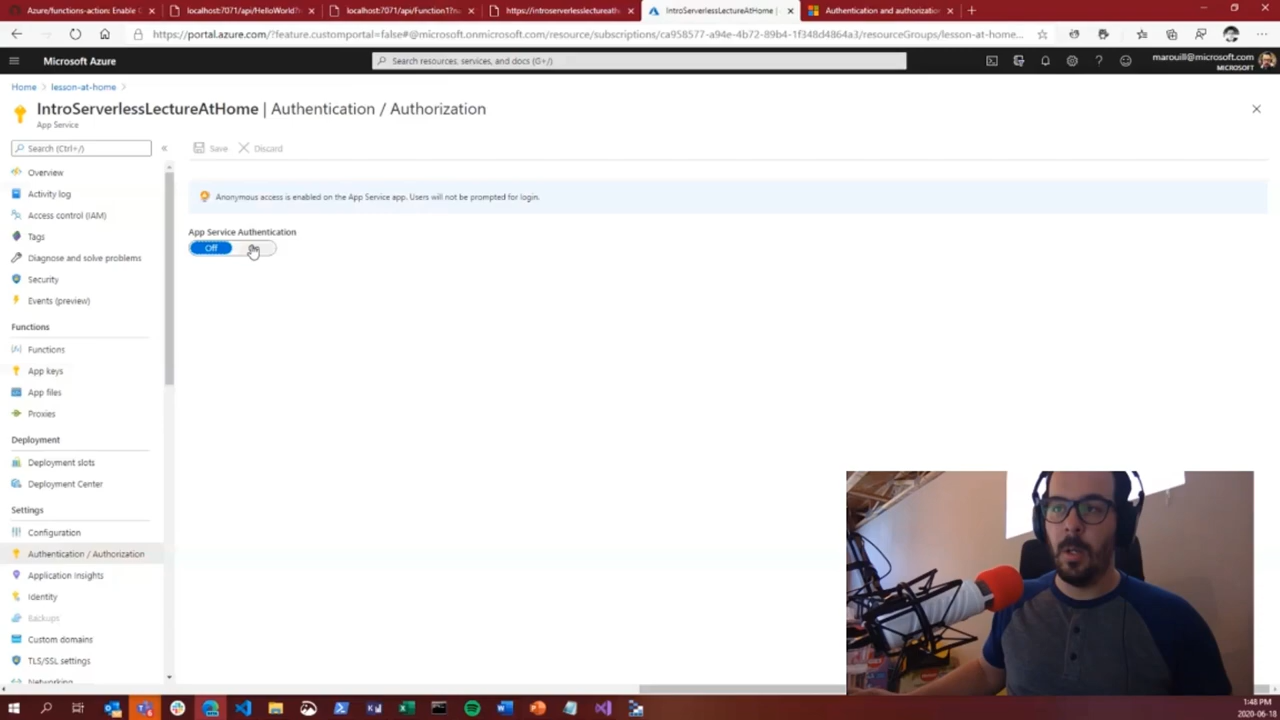 Azure/functions-action: Enable C
localhost:7071/api/HelloWorld?
localhost:7071/api/Function1?n
https://introserverlesslectureath
IntroServerlessLectureAtHome |
Authentication and authorization
https://portal.azure.com/?feature.customportal=false#@microsoft.onmicrosoft.com/resource/subscriptions/ca958577-a94e-4b72-89b4-1f348d4864a3/resourceGroups/lesson-at-home...
Microsoft Azure
Search resources, services, and docs (G+/)
marouill@microsoft.com
MICROSOFT
Home > lesson-at-home >
IntroServerlessLectureAtHome | Authentication / Authorization
App Service
Search (Ctrl+/)
«
Save
Discard
Overview
Activity log
Access control (IAM)
Tags
Diagnose and solve problems
Security
Events (preview)
Functions
Functions
App keys
App files
Proxies
Deployment
Deployment slots
Deployment Center
Settings
Configuration
Authentication / Authorization
Application Insights
Identity
Backups
Custom domains
TLS/SSL settings
Networking
Anonymous access is enabled on the App Service app. Users will not be prompted for login.
App Service Authentication
Off
1:48 PM
2020-06-18